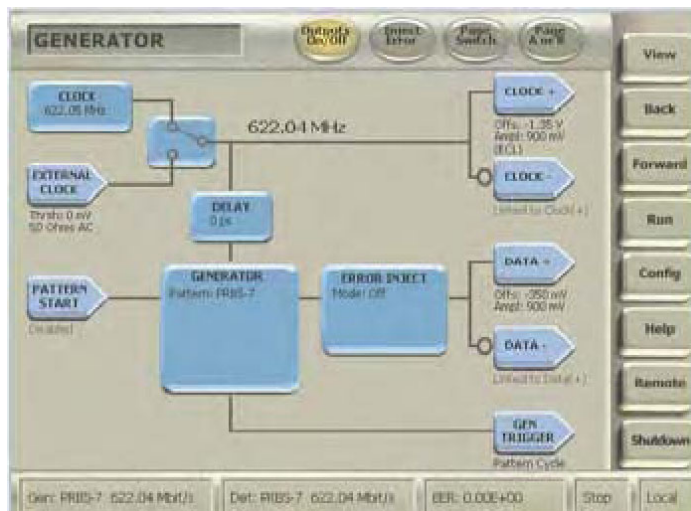 GENERATOR
Outputs On/Off
Inject Error
Page Switch
Page A or B
View
Back
Forward
Run
Config
Help
Remote
Shutdown
CLOCK
622.05 MHz
622.04 MHz
EXTERNAL CLOCK
Thrsh: 0 mV
50 Ohms AC
DELAY
0 ps
CLOCK +
Offs: -1.35 V
Ampl: 900 mV
(ECL)
CLOCK -
Linked to Clock(+)
PATTERN START
Disabled
GENERATOR
Pattern: PRBS-7
ERROR INJECT
Mode: Off
DATA +
Offs: -350 mV
Ampl: 900 mV
DATA -
Linked to Data(+)
GEN TRIGGER
Pattern Cycle
Gen: PRBS-7 622.04 Mbit/s
Det: PRBS-7 622.04 Mbit/s
BER: 0.00E+00
Stop
Local